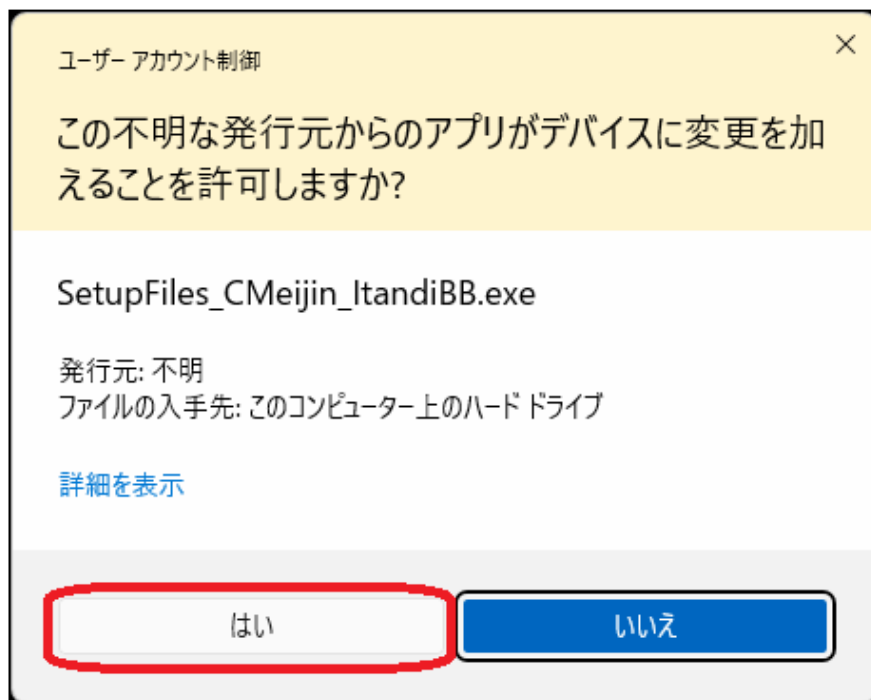 ユーザー アカウント制御
この不明な発行元からのアプリがデバイスに変更を加
えることを許可しますか?
SetupFiles_CMeijin_ItandiBB.exe
発行元: 不明
ファイルの入手先: このコンピューター上のハード ドライブ
詳細を表示
はい
いいえ